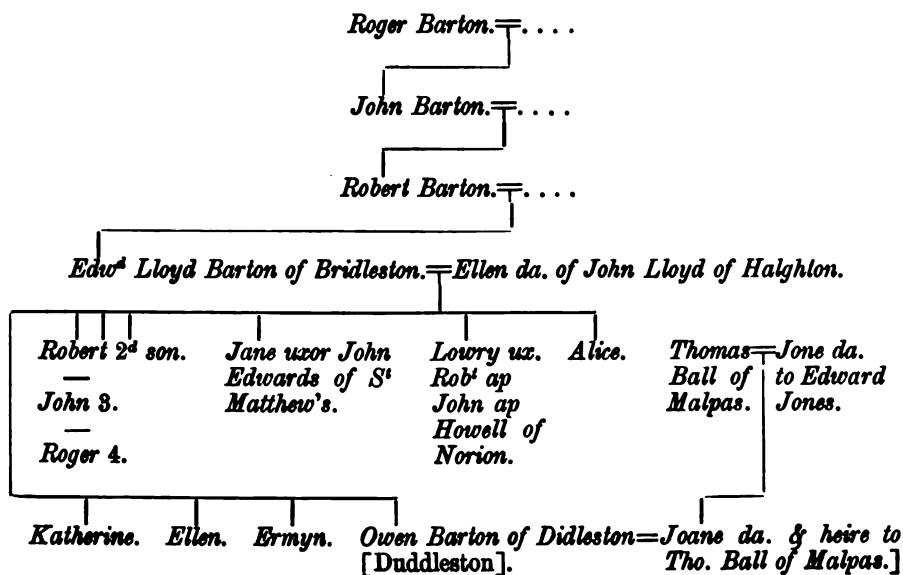 Roger Barton.=. . . .
John Barton.=. . . .
Robert Barton.=. . . .
Edwᵈ Lloyd Barton of Bridleston.=Ellen da. of John Lloyd of Halghton.
Robert 2ᵈ son.
John 3.
Roger 4.
Jane uxor John
Edwards of Sᵗ
Matthew's.
Lowry ux.
Robᵗ ap
John ap
Howell of
Norion.
Alice.
Thomas=Jone da.
Ball of to Edward
Malpas. Jones.
Katherine. Ellen. Ermyn. Owen Barton of Didleston=Joane da. & heire to
[Duddleston]. Tho. Ball of Malpas.]